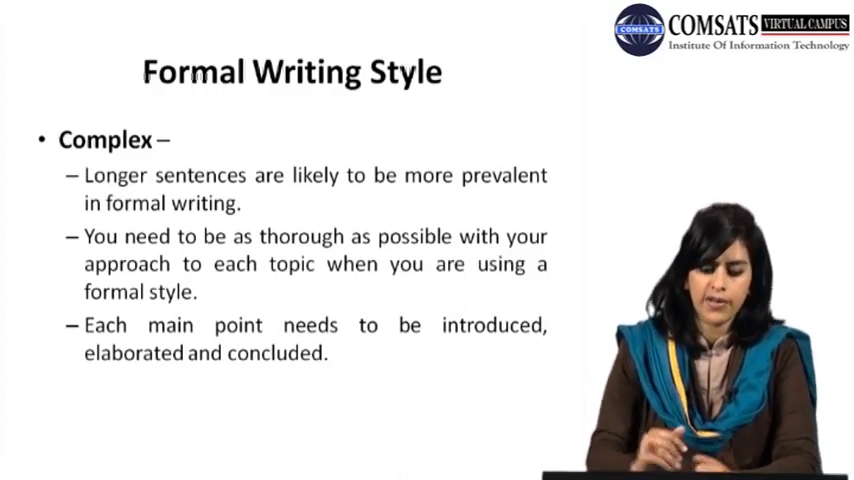 COMSATS VIRTUAL CAMPUS
COMSATS
Institute Of Information Technology
Formal Writing Style
• Complex –
– Longer sentences are likely to be more prevalent
in formal writing.
– You need to be as thorough as possible with your
approach to each topic when you are using a
formal style.
– Each main point needs to be introduced,
elaborated and concluded.